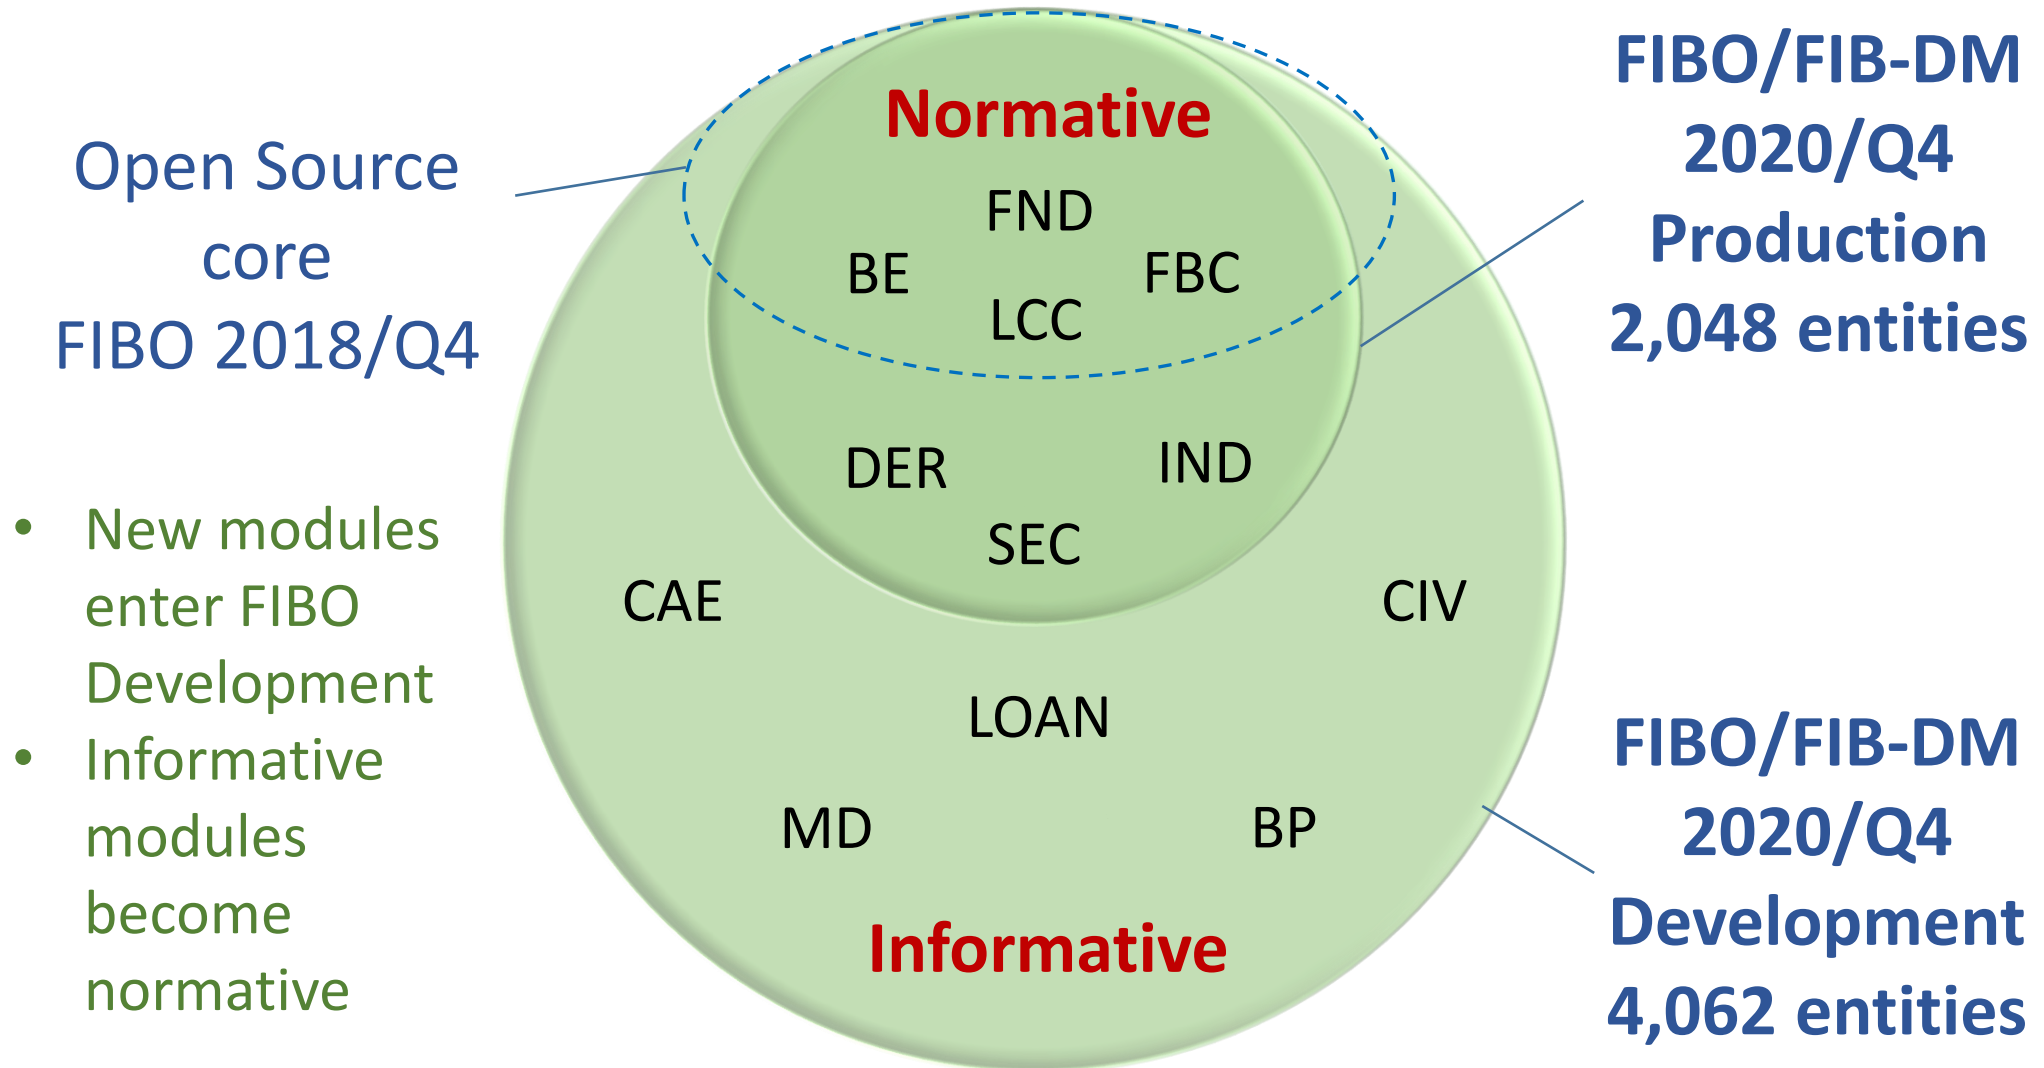 Open Source
core
FIBO 2018/Q4
• New modules
enter FIBO
Development
• Informative
modules
become
normative
Normative
FND
BE
FBC
LCC
DER
IND
SEC
CAE
CIV
LOAN
MD
BP
Informative
FIBO/FIB-DM
2020/Q4
Production
2,048 entities
FIBO/FIB-DM
2020/Q4
Development
4,062 entities